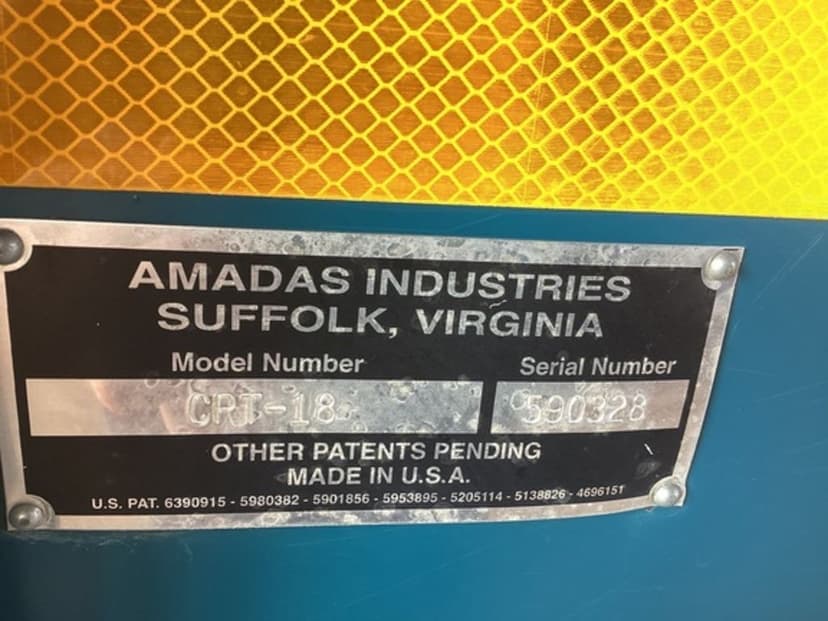 AMADAS INDUSTRIES
SUFFOLK, VIRGINIA
Model Number Serial Number
CRT-18 590328
OTHER PATENTS PENDING
MADE IN U.S.A.
U.S. PAT. 6390915 - 5980382 - 5901856 - 5953895 - 5205114 - 5138826 - 4696151